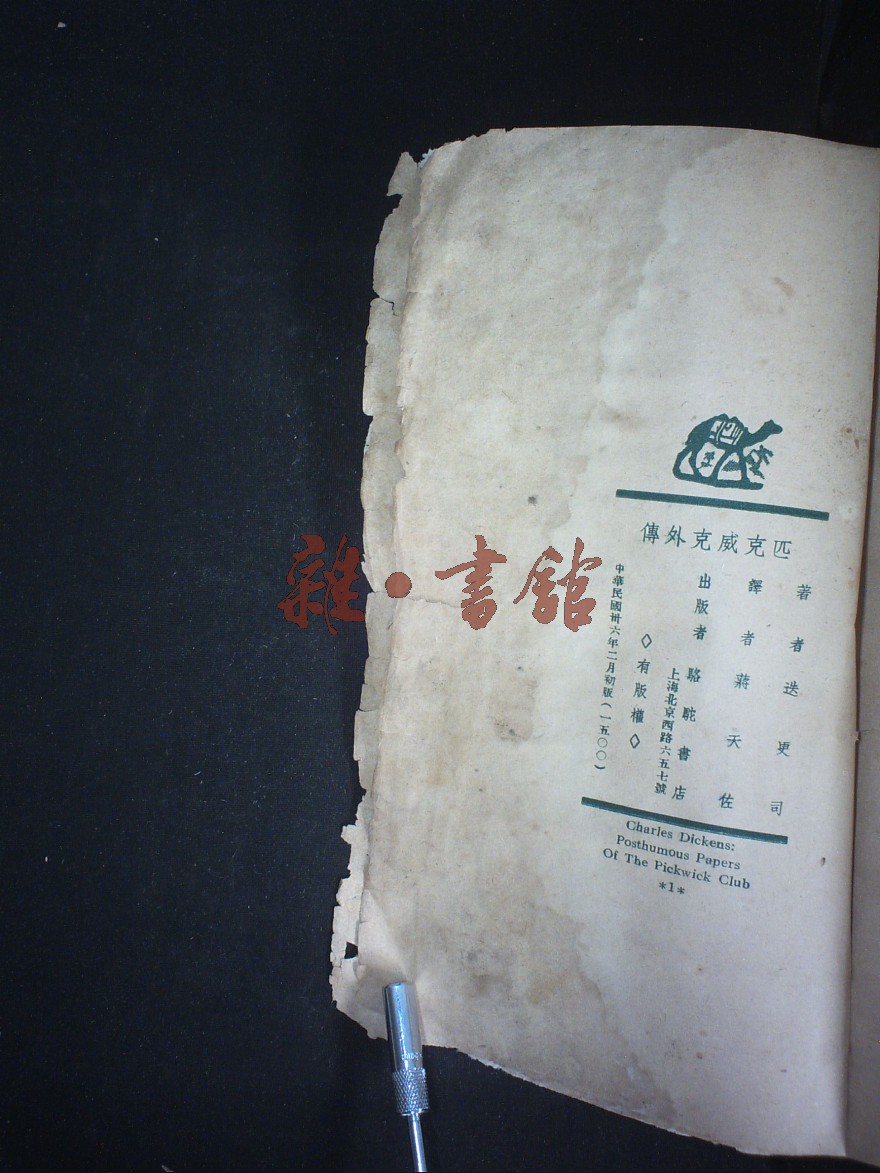 匹克威克外傳
著者迭更司
譯者蔣天佐
出版者駱駝書店
上海北京西路六五七號
◇有版權◇
中華民國卅六年二月初版(一五〇〇)
Charles Dickens:
Posthumous Papers
Of The Pickwick Club
*1*
雜·書館